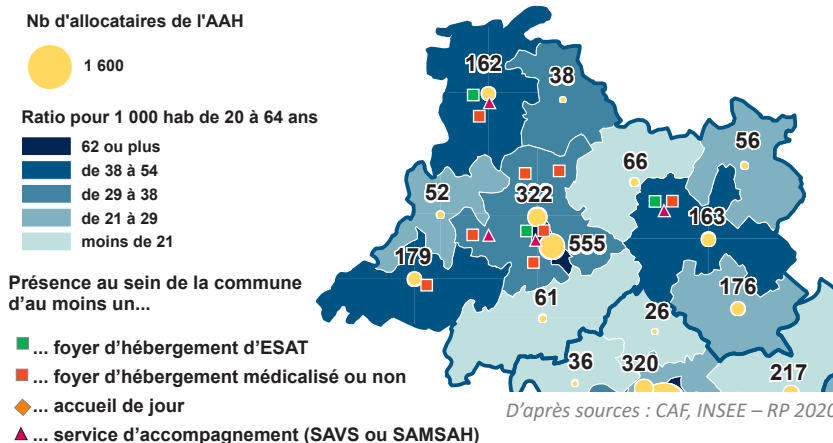 Nb d'allocataires de l'AAH
1 600
Ratio pour 1 000 hab de 20 à 64 ans
62 ou plus
de 38 à 54
de 29 à 38
de 21 à 29
moins de 21
Présence au sein de la commune
d'au moins un...
... foyer d'hébergement d'ESAT
... foyer d'hébergement médicalisé ou non
... accueil de jour
... service d'accompagnement (SAVS ou SAMSAH)
162
38
56
66
52
322
163
555
179
176
61
26
36
320
217
D'après sources : CAF, INSEE – RP 2020